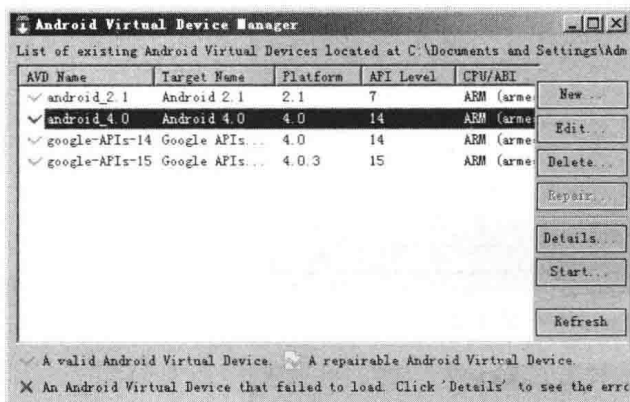 Android Virtual Device Manager
List of existing Android Virtual Devices located at C:\Documents and Settings\Adm
AVD Name Target Name Platform API Level CPU/ABI
android_2.1 Android 2.1 2.1 7 ARM (arme
android_4.0 Android 4.0 4.0 14 ARM (arme
google-APIs-14 Google APIs... 4.0 14 ARM (arme
google-APIs-15 Google APIs... 4.0.3 15 ARM (arme
New...
Edit...
Delete...
Repair...
Details...
Start...
Refresh
A valid Android Virtual Device. A repairable Android Virtual Device.
An Android Virtual Device that failed to load. Click 'Details' to see the erro